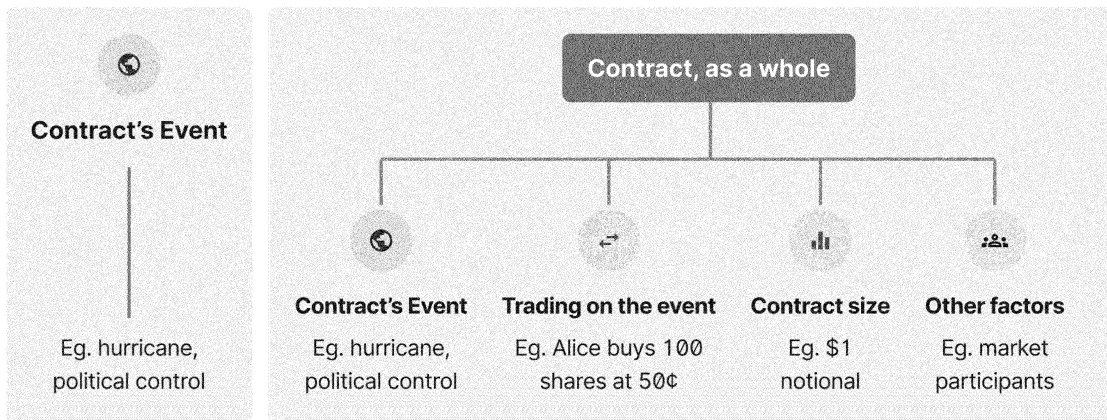 Contract’s Event
Eg. hurricane,
political control
Contract, as a whole
Contract’s Event
Eg. hurricane,
political control
Trading on the event
Eg. Alice buys 100
shares at 50¢
Contract size
Eg. $1
notional
Other factors
Eg. market
participants